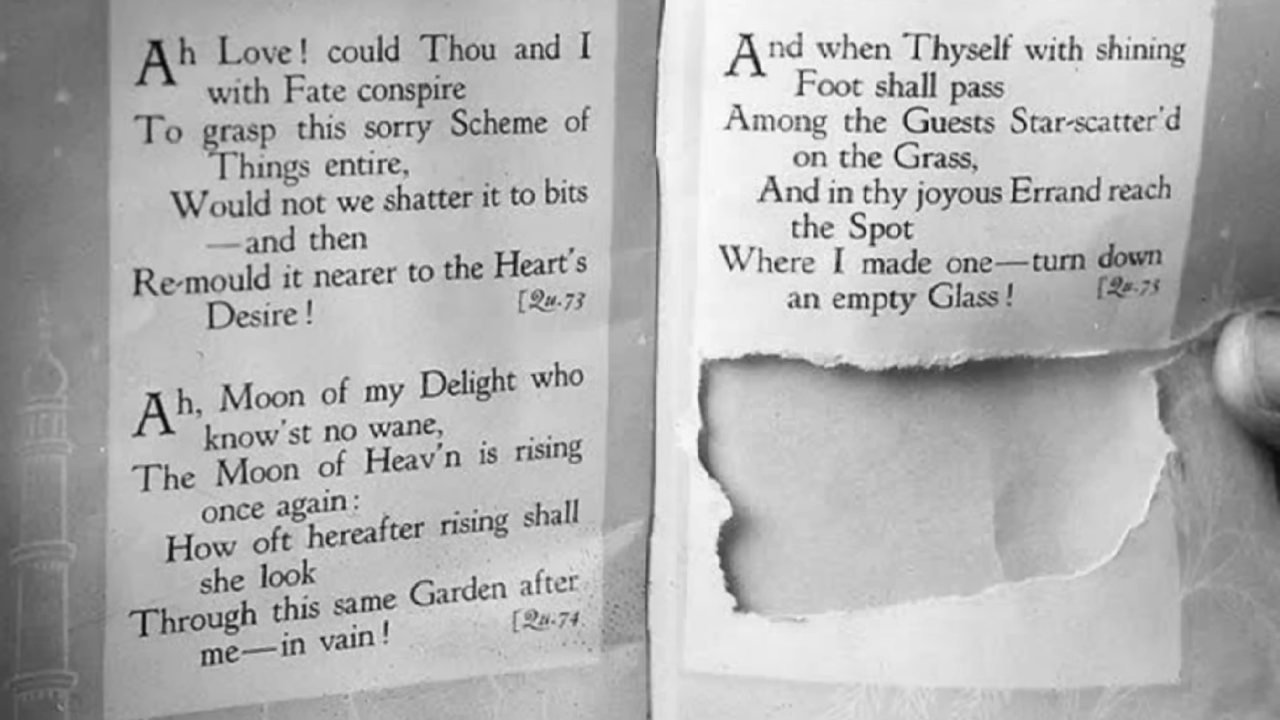 Ah Love! could Thou and I
with Fate conspire
To grasp this sorry Scheme of
Things entire,
Would not we shatter it to bits
—and then
Re-mould it nearer to the Heart's
Desire!
[Qu.73
Ah, Moon of my Delight who
know'st no wane,
The Moon of Heav'n is rising
once again:
How oft hereafter rising shall
she look
Through this same Garden after
me—in vain!
[Qu.74
And when Thyself with shining
Foot shall pass
Among the Guests Star-scatter'd
on the Grass,
And in thy joyous Errand reach
the Spot
Where I made one—turn down
an empty Glass!
[Qu.75